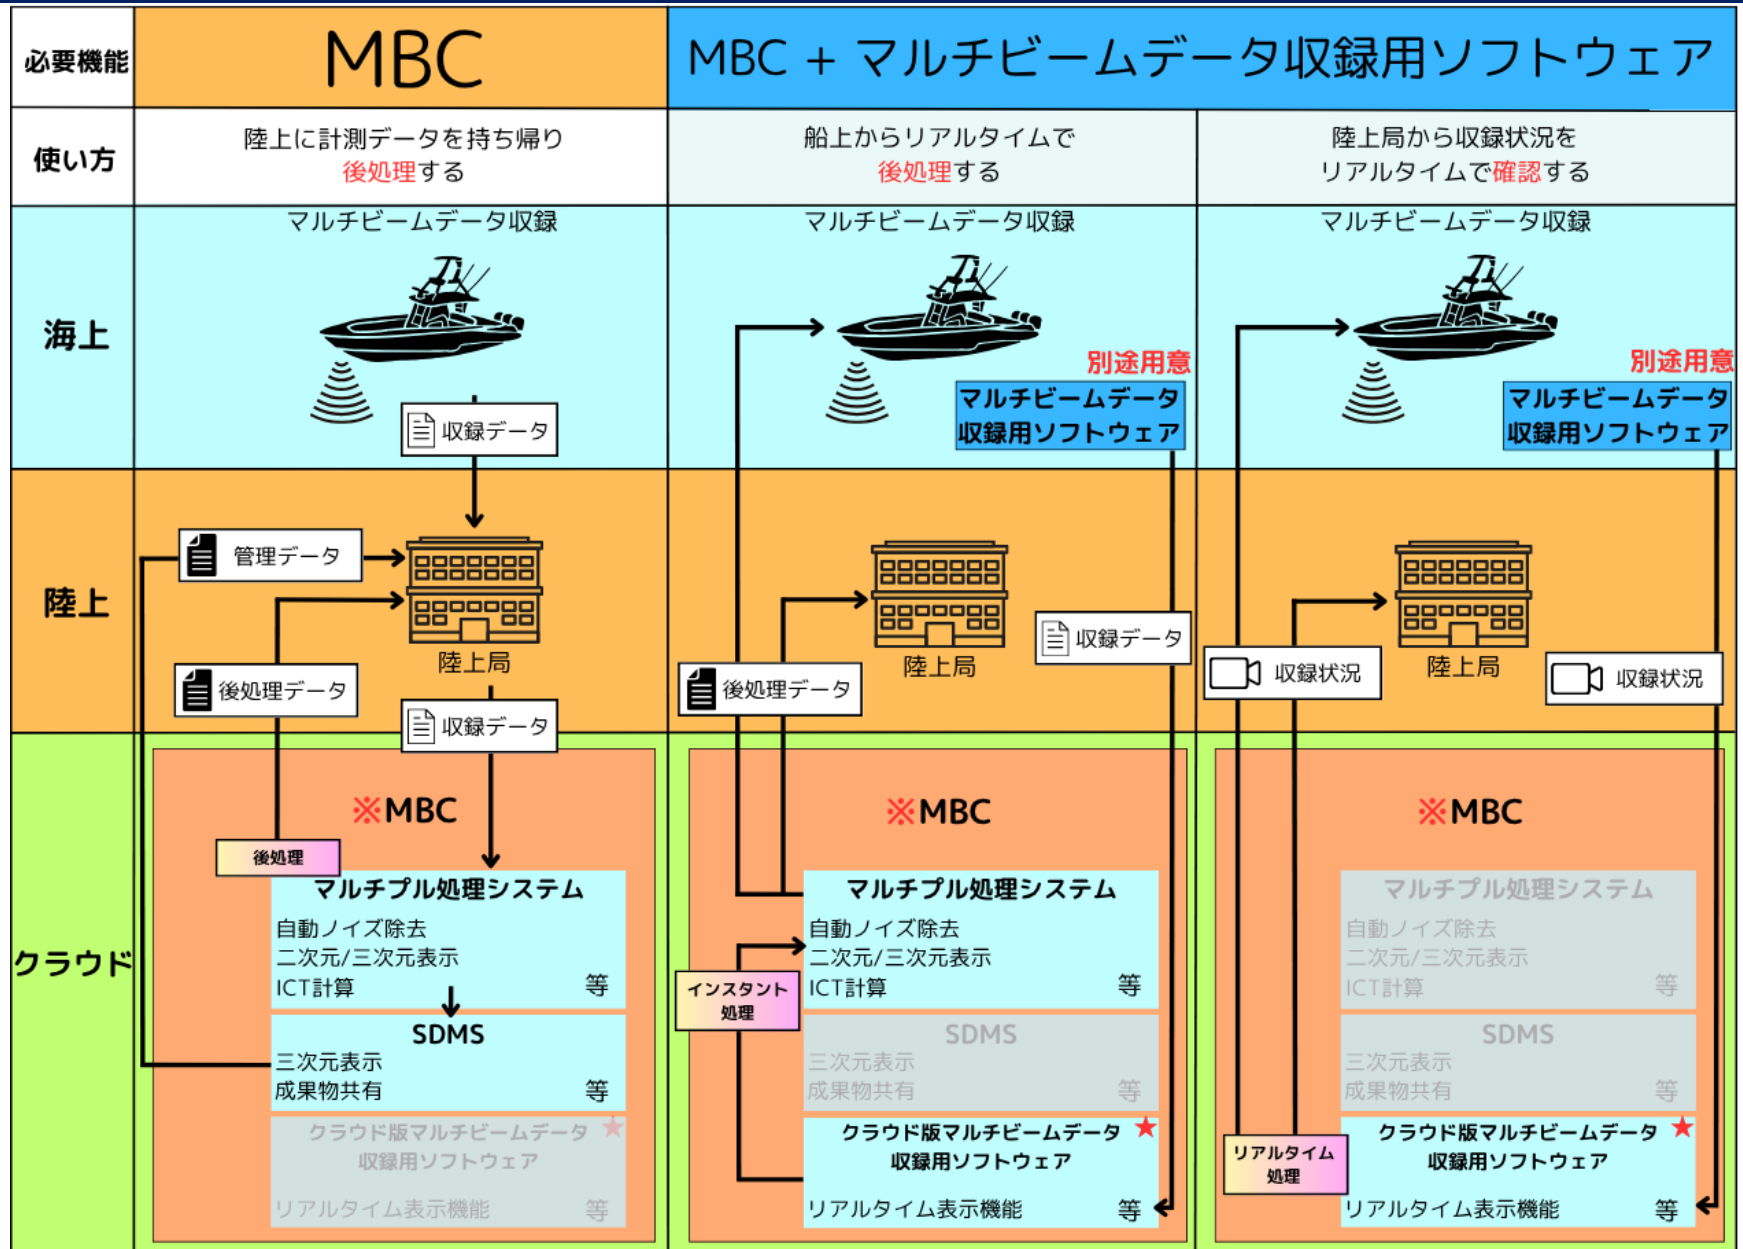 必要機能
MBC
MBC + マルチビームデータ収録用ソフトウェア
使い方
陸上に計測データを持ち帰り
後処理する
船上からリアルタイムで
後処理する
陸上局から収録状況を
リアルタイムで確認する
海上
マルチビームデータ収録
収録データ
マルチビームデータ収録
別途用意
マルチビームデータ
収録用ソフトウェア
マルチビームデータ収録
別途用意
マルチビームデータ
収録用ソフトウェア
陸上
管理データ
陸上局
後処理データ
収録データ
陸上局
収録データ
後処理データ
陸上局
収録状況
収録状況
クラウド
※MBC
後処理
マルチプル処理システム
自動ノイズ除去
二次元/三次元表示
ICT計算 等
SDMS
三次元表示
成果物共有 等
クラウド版マルチビームデータ ★
収録用ソフトウェア
リアルタイム表示機能 等
※MBC
マルチプル処理システム
自動ノイズ除去
二次元/三次元表示
ICT計算 等
インスタント
処理
SDMS
三次元表示
成果物共有 等
クラウド版マルチビームデータ ★
収録用ソフトウェア
リアルタイム表示機能 等
※MBC
マルチプル処理システム
自動ノイズ除去
二次元/三次元表示
ICT計算 等
SDMS
三次元表示
成果物共有 等
リアルタイム
処理
クラウド版マルチビームデータ ★
収録用ソフトウェア
リアルタイム表示機能 等